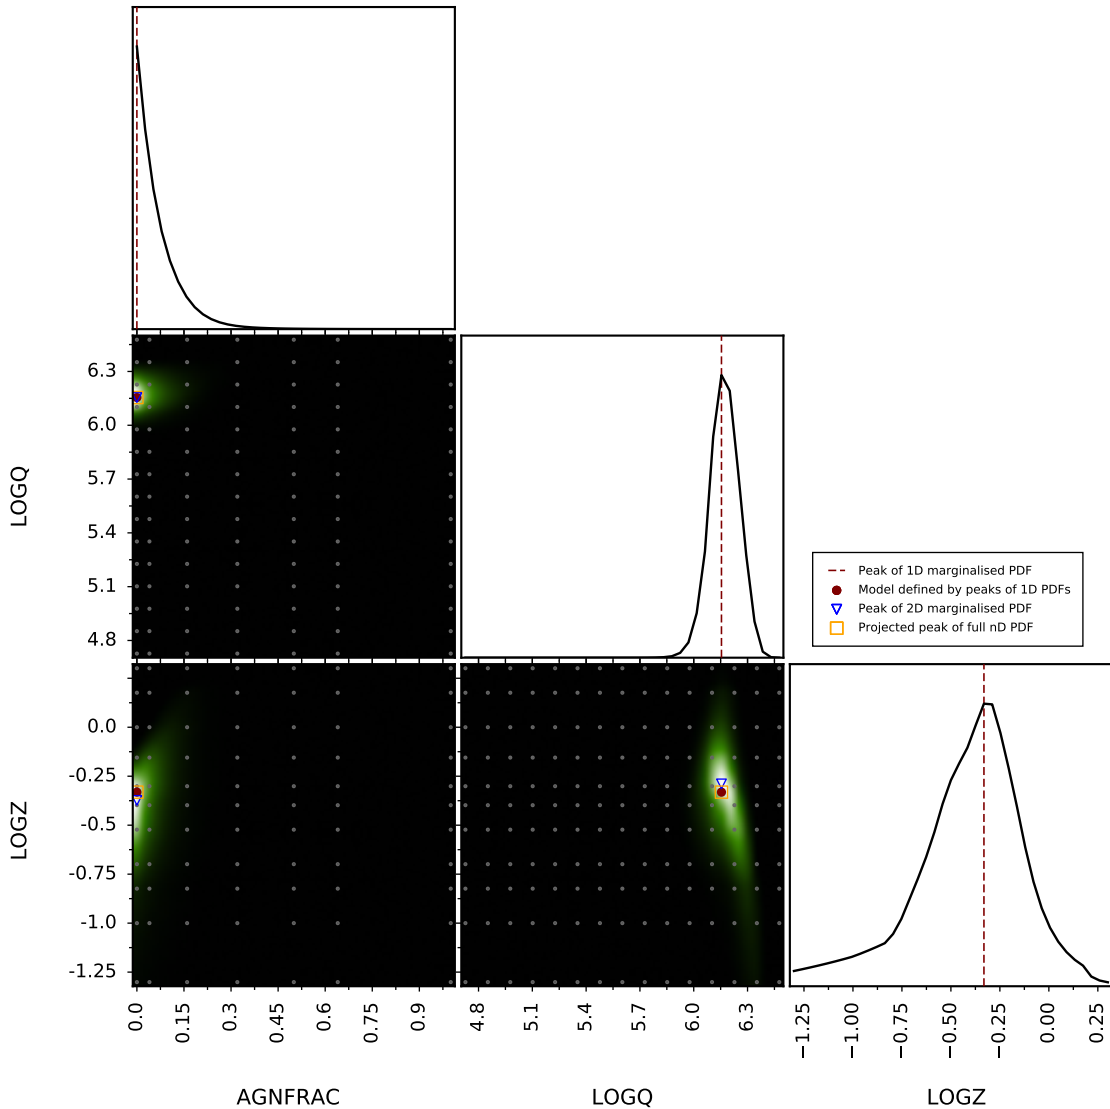 6.3
6.0
5.7
5.4
5.1
4.8
LOGQ
Peak of 1D marginalised PDF
Model defined by peaks of 1D PDFs
Peak of 2D marginalised PDF
Projected peak of full nD PDF
0.0
-0.25
-0.5
-0.75
-1.0
-1.25
LOGZ
0.0 0.15 0.3 0.45 0.6 0.75 0.9
4.8 5.1 5.4 5.7 6.0 6.3
−1.25 −1.00 −0.75 −0.50 −0.25 0.00 0.25
AGNFRAC LOGQ LOGZ